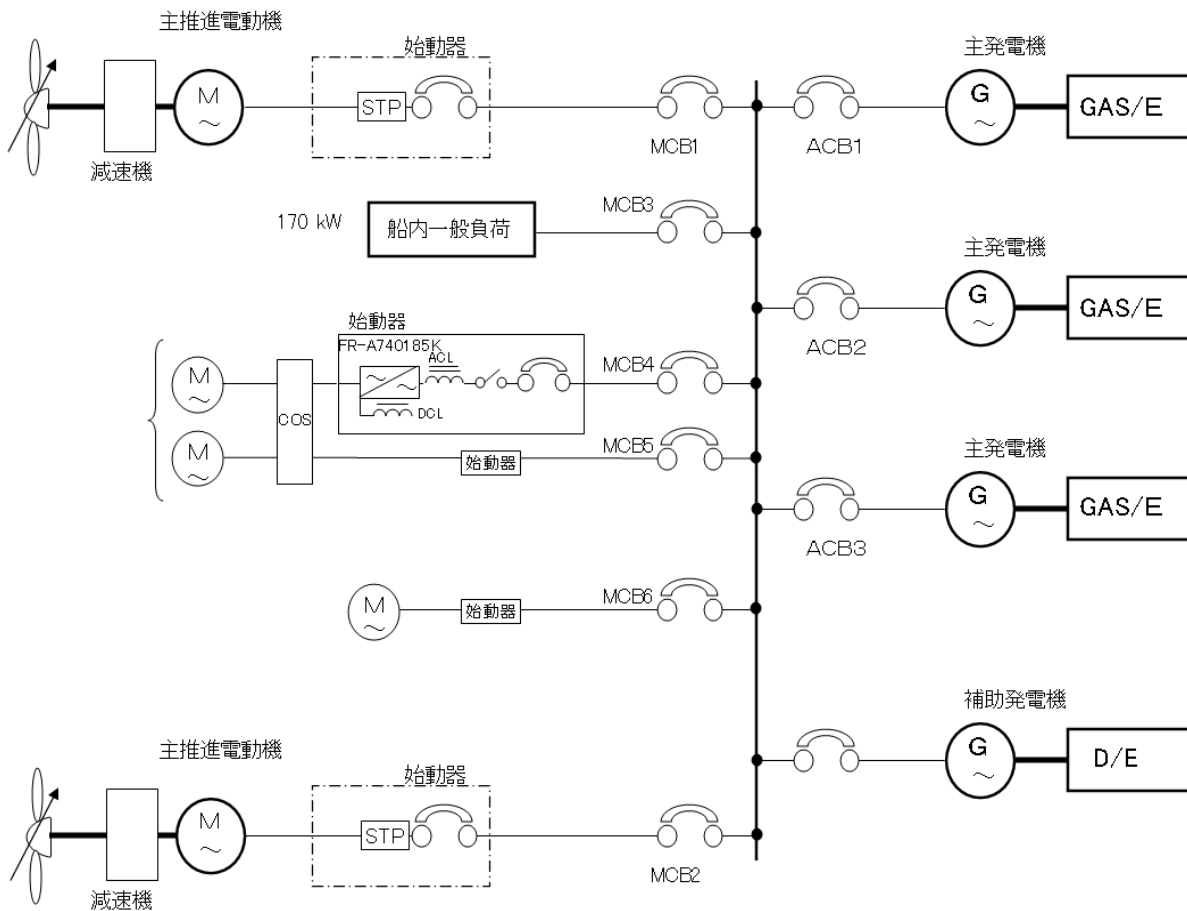 主推進電動機
始動器
主発電機
M
STP
G
GAS/E
減速機
MCB1
ACB1
170 kW
船内一般負荷
MCB3
主発電機
G
GAS/E
ACB2
始動器
FR-A740185K
ACL
DCL
MCB4
M
COS
M
始動器
MCB5
主発電機
G
GAS/E
ACB3
M
始動器
MCB6
補助発電機
G
D/E
主推進電動機
始動器
M
STP
減速機
MCB2